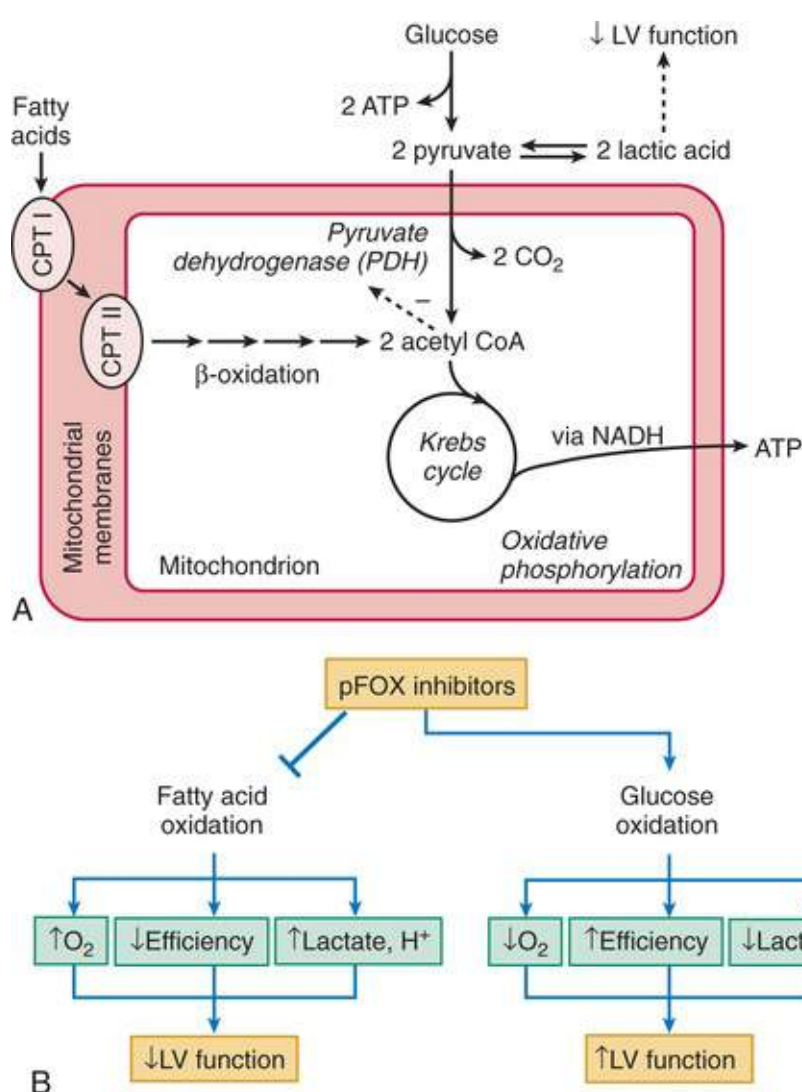 Glucose
↓ LV function
2 ATP
Fatty
acids
2 pyruvate
2 lactic acid
CPT I
Pyruvate
dehydrogenase (PDH)
2 CO₂
–
CPT II
2 acetyl CoA
β-oxidation
Krebs
cycle
via NADH
ATP
Mitochondrial
membranes
Mitochondrion
Oxidative
phosphorylation
A
pFOX inhibitors
Fatty acid
oxidation
Glucose
oxidation
↑O₂
↓Efficiency
↑Lactate, H⁺
↓O₂
↑Efficiency
↓Lact
↓LV function
↑LV function
B